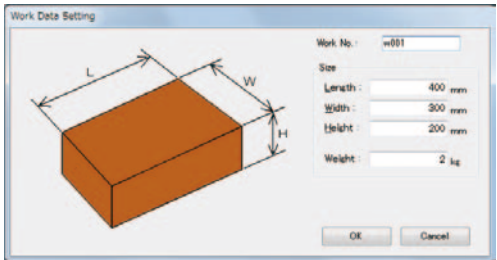 Work Data Setting
Work No. : w001
Size
Length : 400 mm
Width : 300 mm
Height : 200 mm
Weight : 2 kg
L
W
H
OK Cancel